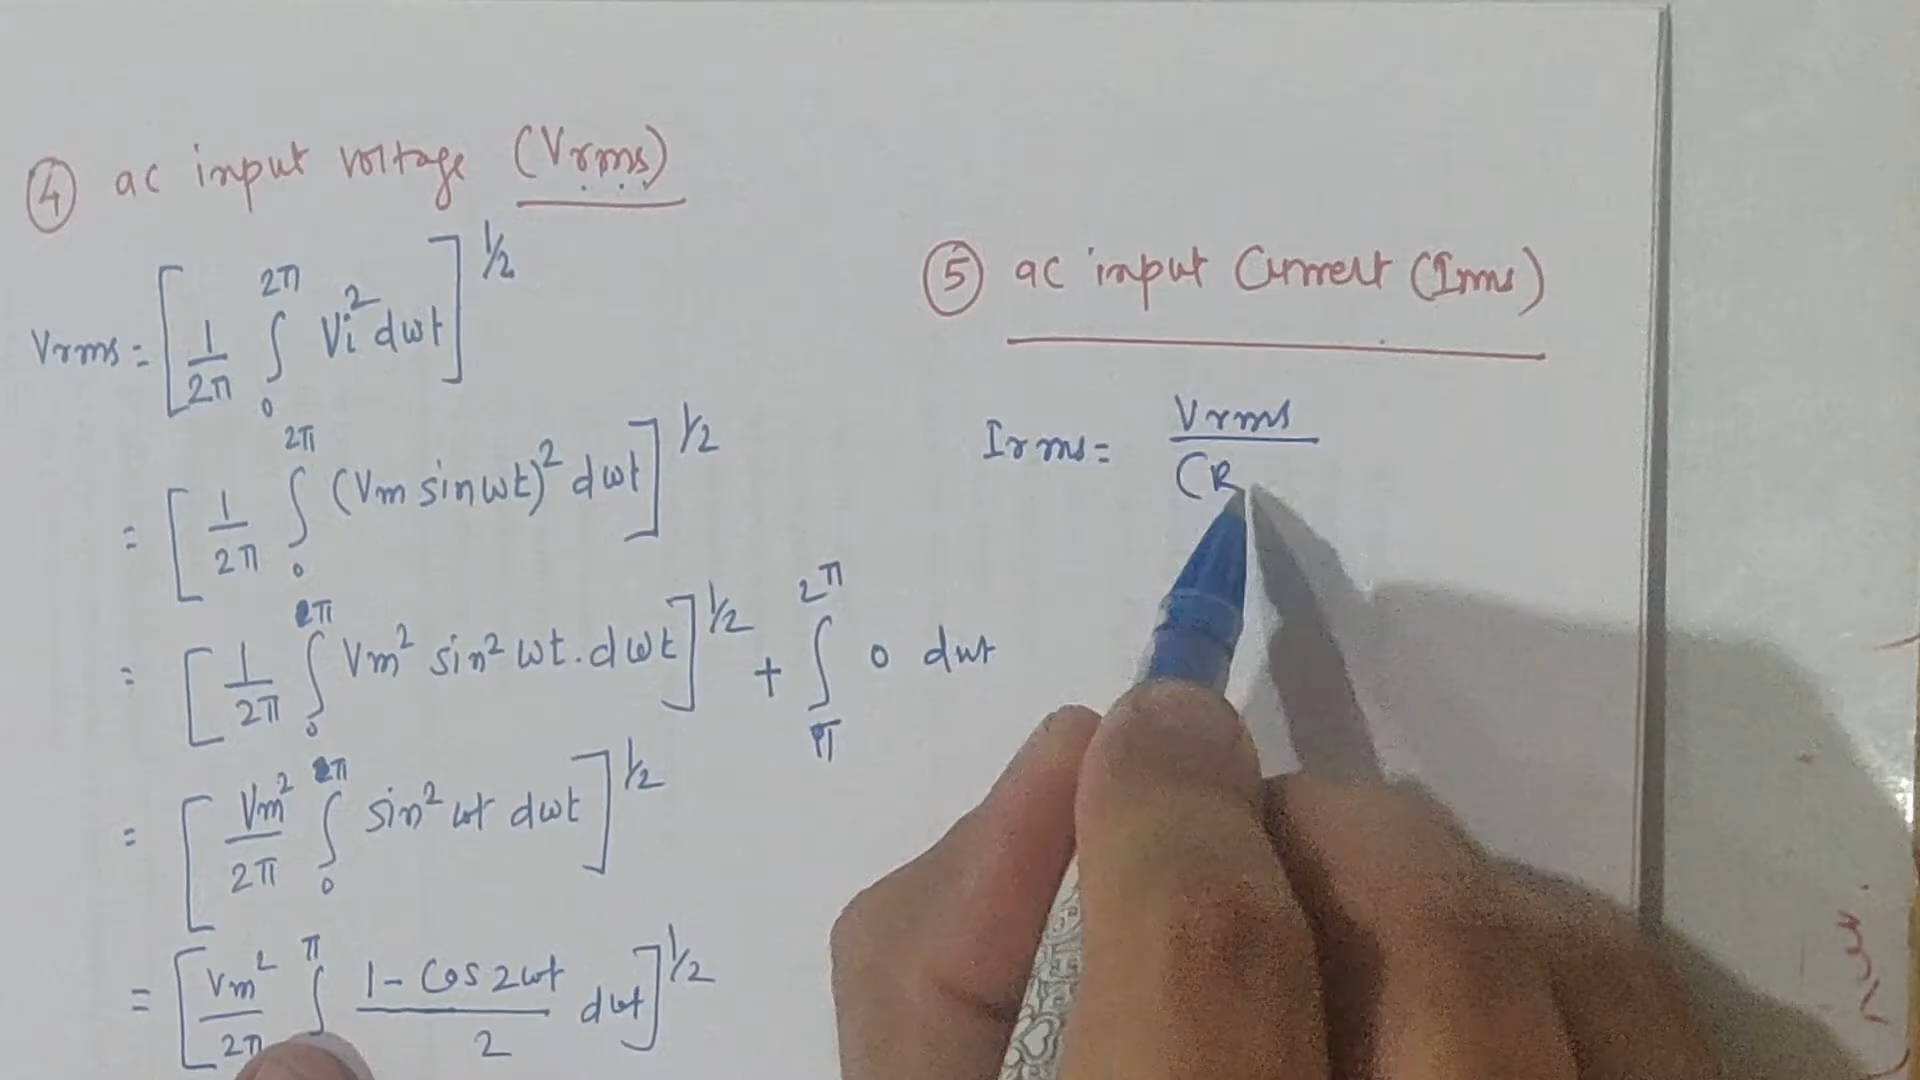 ④ ac input voltage (Vrms)
Vrms = [1/2π ∫₀^2π Vi² dωt]^1/2
= [1/2π ∫₀^2π (Vm sinωt)² dωt]^1/2
= [1/2π ∫₀^π Vm² sin² ωt . dωt]^1/2 + ∫_π^2π 0 dωt
= [Vm²/2π ∫₀^π sin² ωt dωt]^1/2
= [Vm²/2π ∫^π (1 - Cos 2ωt)/2 dωt]^1/2
⑤ ac input Current (Irms)
Irms = Vrms/(R